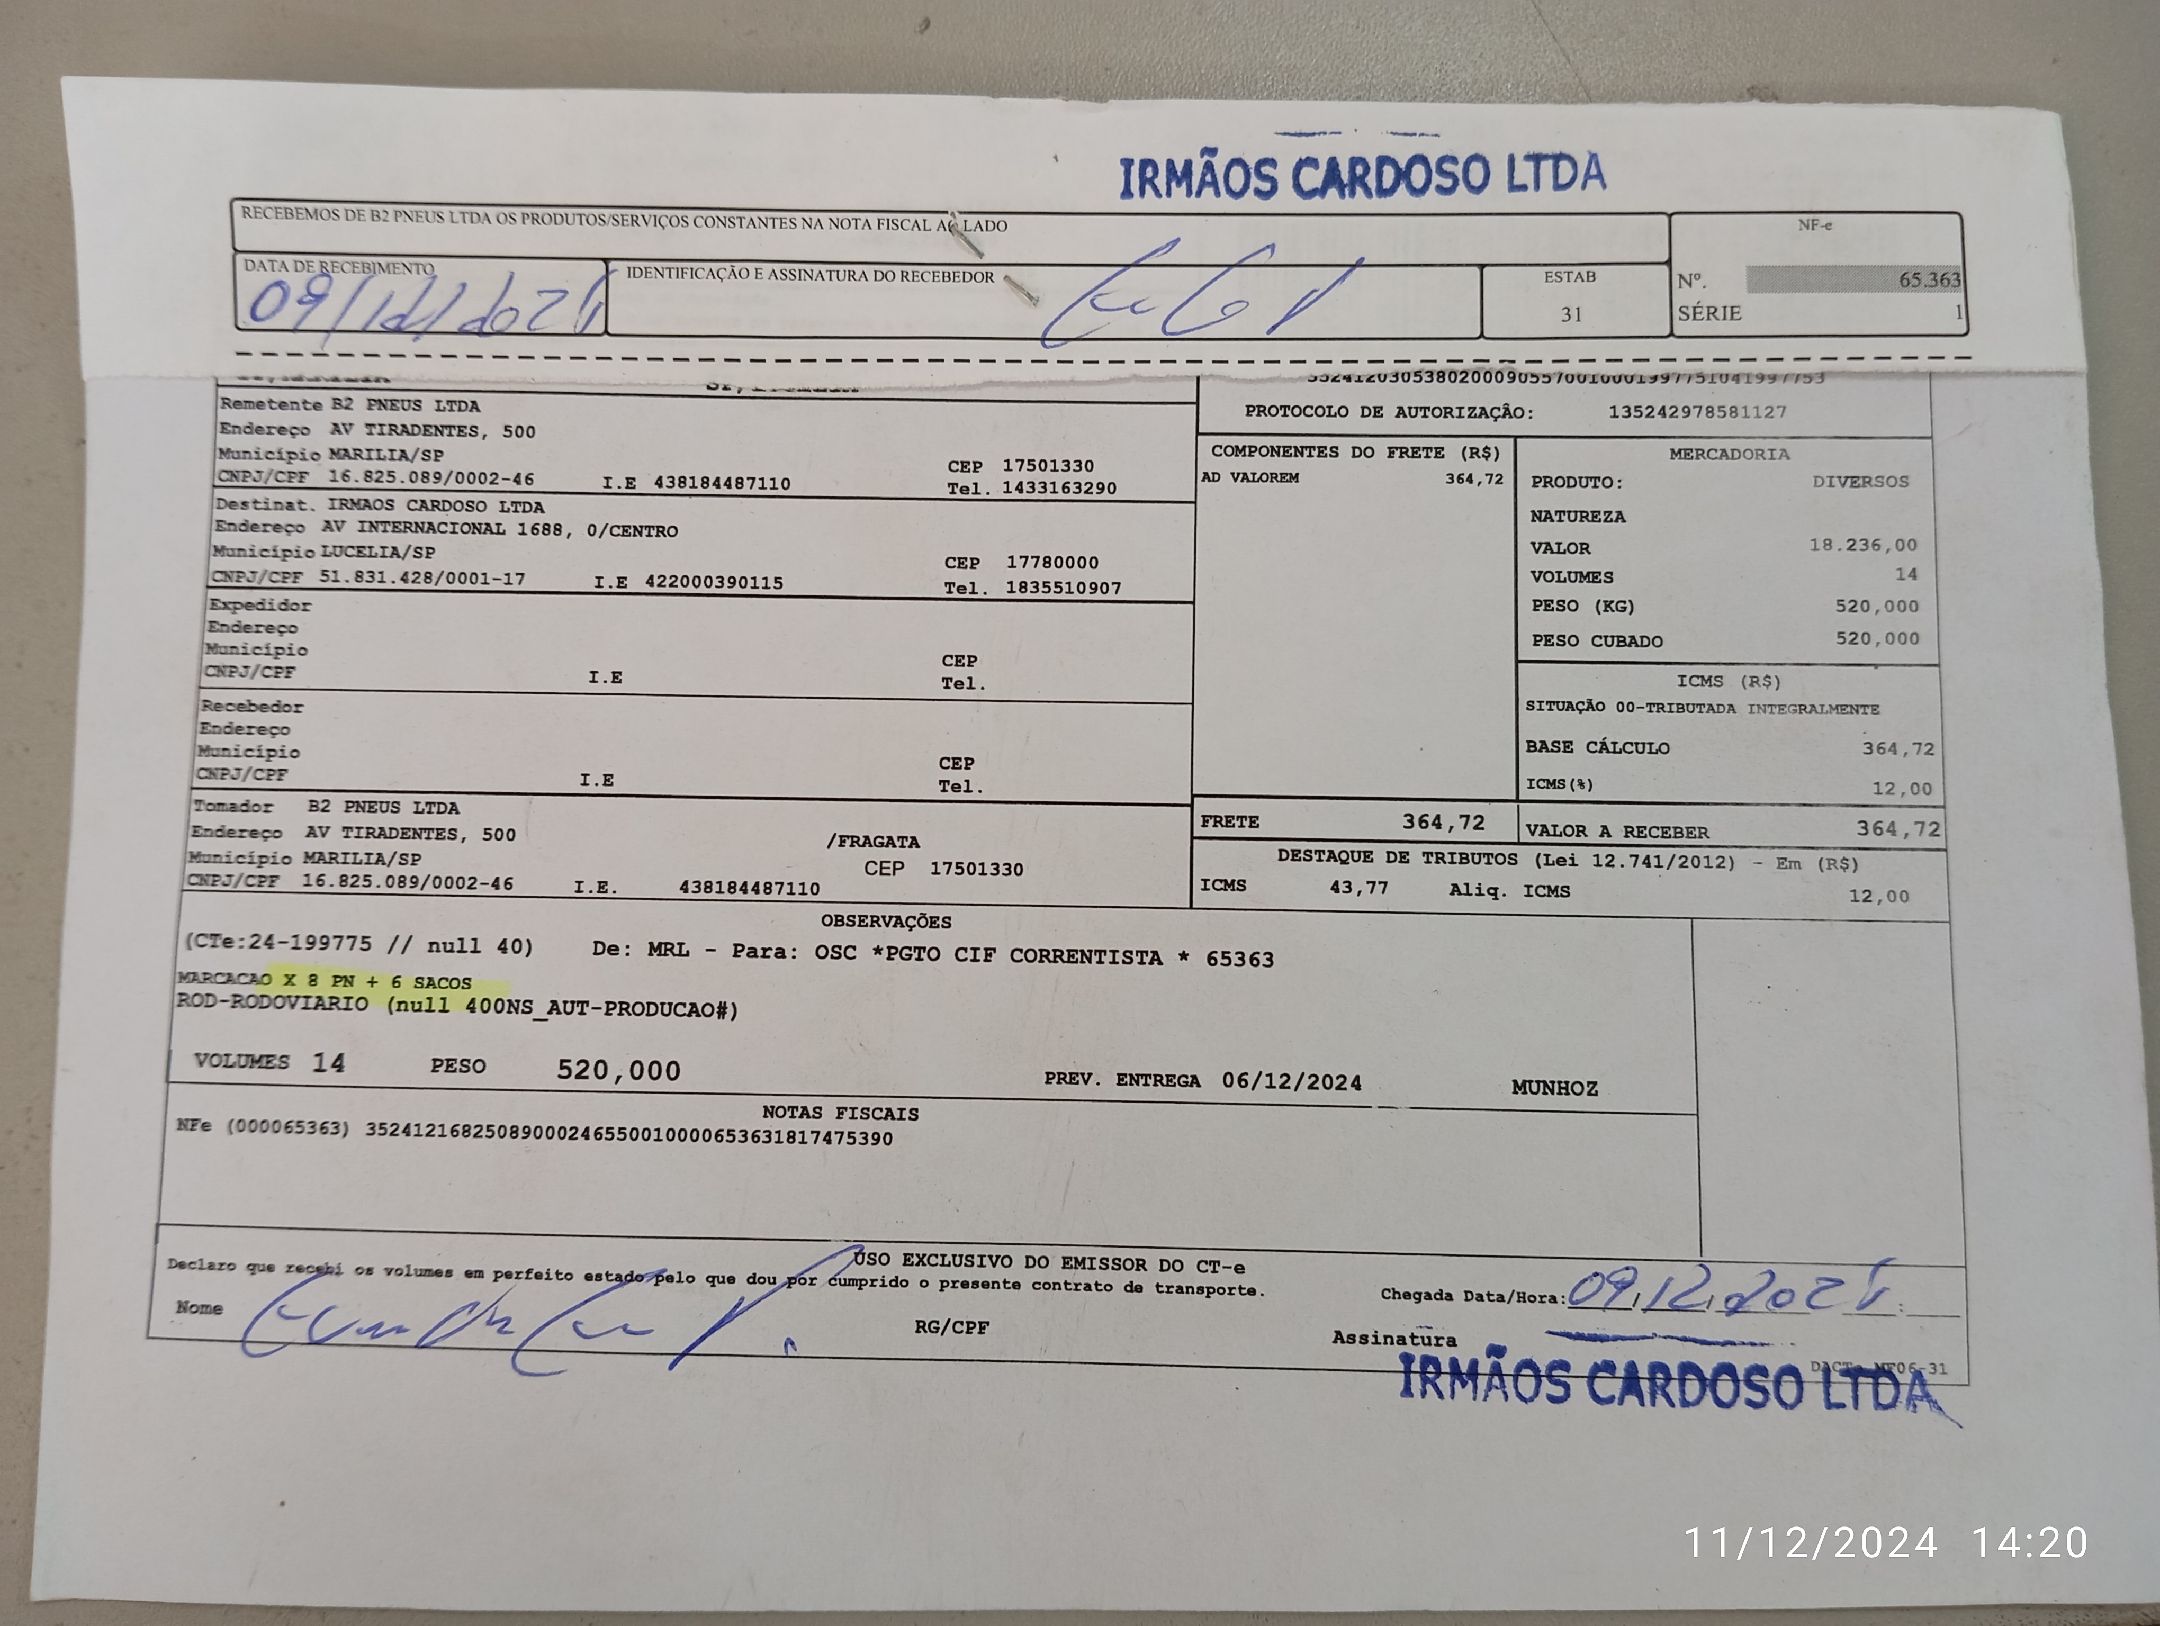 IRMÃOS CARDOSO LTDA
RECEBEMOS DE B2 PNEUS LTDA OS PRODUTOS/SERVIÇOS CONSTANTES NA NOTA FISCAL AO LADO
NF-e
DATA DE RECEBIMENTO
09/12/2024
IDENTIFICAÇÃO E ASSINATURA DO RECEBEDOR
ESTAB
31
Nº. 65.363
SÉRIE 1
PROTOCOLO DE AUTORIZAÇÃO: 135242978581127
Remetente B2 PNEUS LTDA
Endereço AV TIRADENTES, 500
Município MARILIA/SP
CEP 17501330
CNPJ/CPF 16.825.089/0002-46 I.E 438184487110 Tel. 1433163290
Destinat. IRMAOS CARDOSO LTDA
Endereço AV INTERNACIONAL 1688, 0/CENTRO
Município LUCELIA/SP CEP 17780000
CNPJ/CPF 51.831.428/0001-17 I.E 422000390115 Tel. 1835510907
Expedidor
Endereço
Município CEP
CNPJ/CPF I.E Tel.
Recebedor
Endereço
Município CEP
CNPJ/CPF I.E Tel.
Tomador B2 PNEUS LTDA
Endereço AV TIRADENTES, 500 /FRAGATA
Município MARILIA/SP CEP 17501330
CNPJ/CPF 16.825.089/0002-46 I.E. 438184487110
COMPONENTES DO FRETE (R$)
AD VALOREM 364,72
MERCADORIA
PRODUTO: DIVERSOS
NATUREZA
VALOR 18.236,00
VOLUMES 14
PESO (KG) 520,000
PESO CUBADO 520,000
ICMS (R$)
SITUAÇÃO 00-TRIBUTADA INTEGRALMENTE
BASE CÁLCULO 364,72
ICMS(%) 12,00
FRETE 364,72 VALOR A RECEBER 364,72
DESTAQUE DE TRIBUTOS (Lei 12.741/2012) - Em (R$)
ICMS 43,77 Aliq. ICMS 12,00
OBSERVAÇÕES
(CTe:24-199775 // null 40) De: MRL - Para: OSC *PGTO CIF CORRENTISTA * 65363
MARCACAO X 8 PN + 6 SACOS
ROD-RODOVIARIO (null 400NS_AUT-PRODUCAO#)
VOLUMES 14 PESO 520,000 PREV. ENTREGA 06/12/2024 MUNHOZ
NOTAS FISCAIS
NFe (000065363) 35241216825089000246550010000653631817475390
USO EXCLUSIVO DO EMISSOR DO CT-e
Declaro que recebi os volumes em perfeito estado pelo que dou por cumprido o presente contrato de transporte.
Chegada Data/Hora: 09/12/2024 :
Nome RG/CPF Assinatura
IRMÃOS CARDOSO LTDA
11/12/2024 14:20